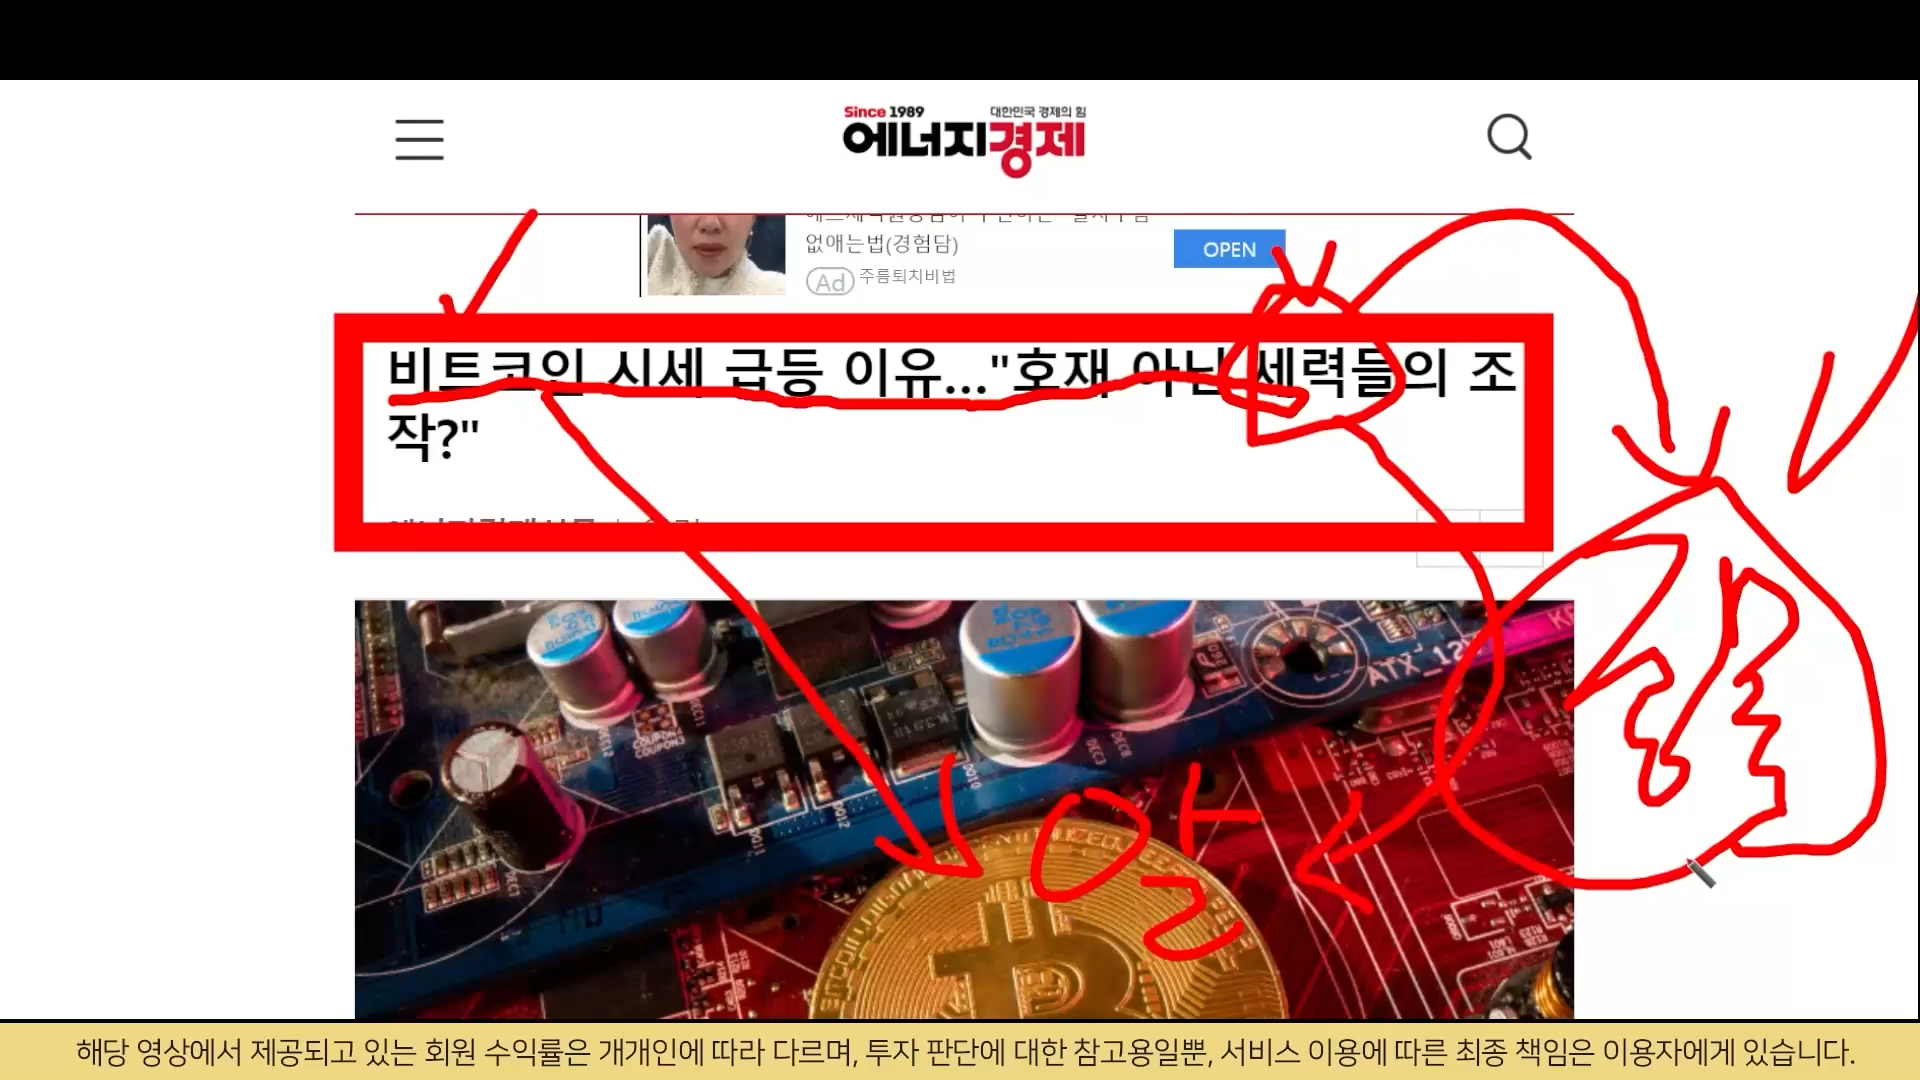 Since 1989
대한민국 경제의 힘
에너지경제
없애는법(경험담)
Ad 주름퇴치비법
OPEN
비트코인 시세 급등 이유..."호재 아닌 세력들의 조
작?"
ATX_12
알
해당 영상에서 제공되고 있는 회원 수익률은 개개인에 따라 다르며, 투자 판단에 대한 참고용일뿐, 서비스 이용에 따른 최종 책임은 이용자에게 있습니다.